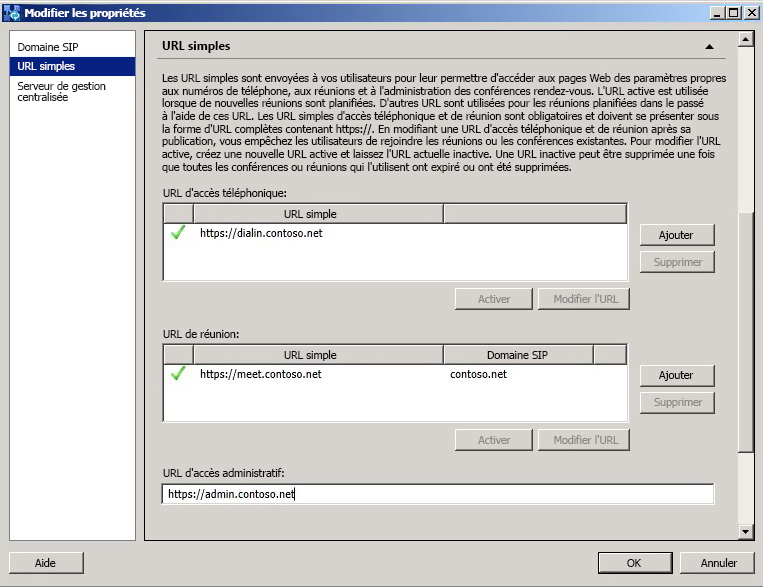 Modifier les propriétés
Domaine SIP
URL simples
Serveur de gestion
centralisée
URL simples
Les URL simples sont envoyées à vos utilisateurs pour leur permettre d'accéder aux pages Web des paramètres propres
aux numéros de téléphone, aux réunions et à l'administration des conférences rendez-vous. L'URL active est utilisée
lorsque de nouvelles réunions sont planifiées. D'autres URL sont utilisées pour les réunions planifiées dans le passé
à l'aide de ces URL. Les URL simples d'accès téléphonique et de réunion sont obligatoires et doivent se présenter sous
la forme d'URL complètes contenant https://. En modifiant une URL d'accès téléphonique et de réunion après sa
publication, vous empêchez les utilisateurs de rejoindre les réunions ou les conférences existantes. Pour modifier l'URL
active, créez une nouvelle URL active et laissez l'URL actuelle inactive. Une URL inactive peut être supprimée une fois
que toutes les conférences ou réunions qui l'utilisent ont expiré ou ont été supprimées.
URL d'accès téléphonique:
URL simple
https://dialin.contoso.net
Ajouter
Supprimer
Activer
Modifier l'URL
URL de réunion:
URL simple
Domaine SIP
https://meet.contoso.net
contoso.net
Ajouter
Supprimer
Activer
Modifier l'URL
URL d'accès administratif:
https://admin.contoso.net
Aide
OK
Annuler